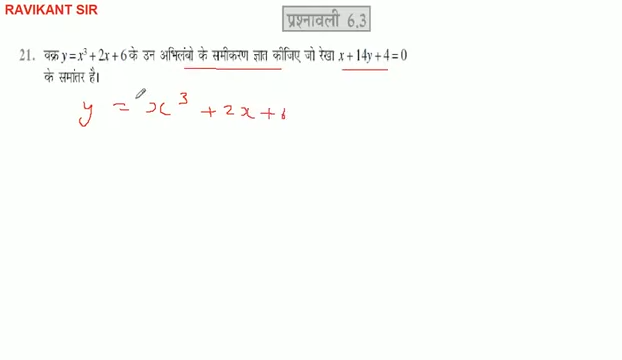 RAVIKANT SIR
प्रश्नावली 6.3
21. वक्र y = x³ + 2x + 6 के उन अभिलंबो के समीकरण ज्ञात कीजिए जो रेखा x + 14y + 4 = 0
के समांतर है।
y = x³ + 2x + 6